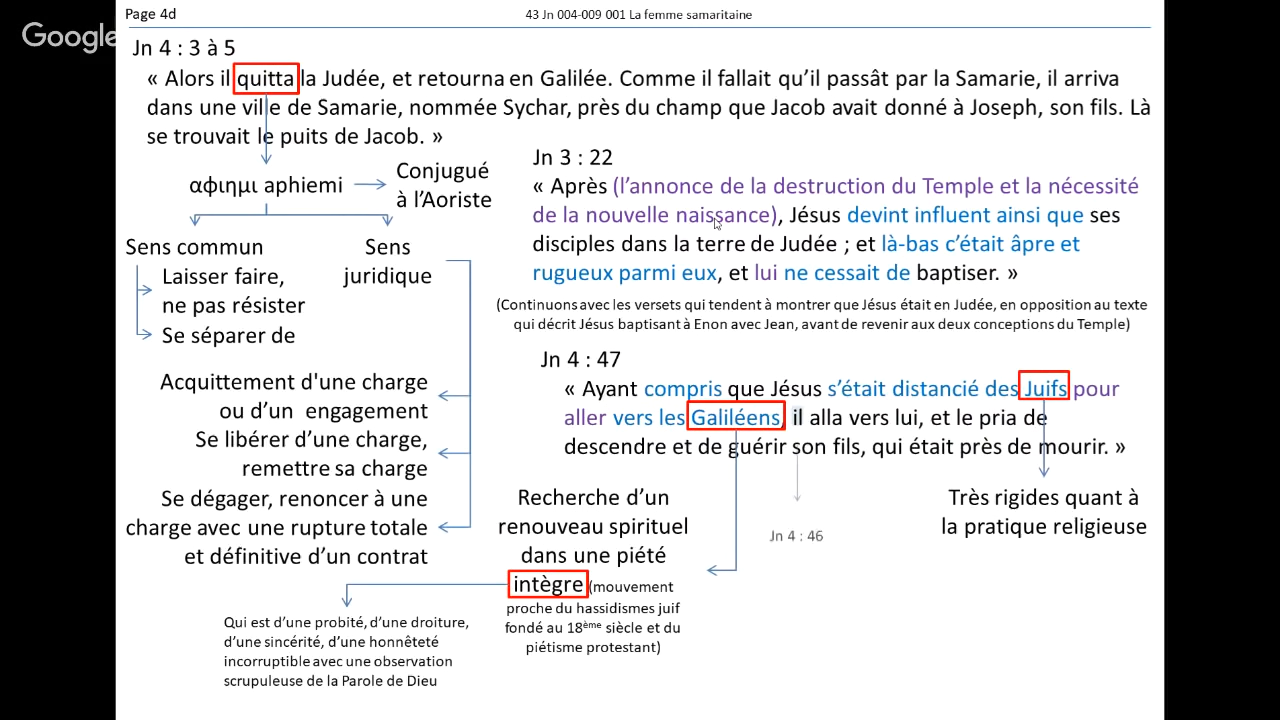 Page 4d
43 Jn 004-009 001 La femme samaritaine
Google
Jn 4 : 3 à 5
« Alors il quitta la Judée, et retourna en Galilée. Comme il fallait qu'il passât par la Samarie, il arriva
dans une ville de Samarie, nommée Sychar, près du champ que Jacob avait donné à Joseph, son fils. Là
se trouvait le puits de Jacob. »
αφιημι aphiemi
Conjugué
à l'Aoriste
Sens commun
Laisser faire,
ne pas résister
Se séparer de
Sens
juridique
Acquittement d'une charge
ou d'un engagement
Se libérer d'une charge,
remettre sa charge
Se dégager, renoncer à une
charge avec une rupture totale
et définitive d'un contrat
Jn 3 : 22
« Après (l'annonce de la destruction du Temple et la nécessité
de la nouvelle naissance), Jésus devint influent ainsi que ses
disciples dans la terre de Judée ; et là-bas c'était âpre et
rugueux parmi eux, et lui ne cessait de baptiser. »
(Continuons avec les versets qui tendent à montrer que Jésus était en Judée, en opposition au texte
qui décrit Jésus baptisant à Enon avec Jean, avant de revenir aux deux conceptions du Temple)
Jn 4 : 47
« Ayant compris que Jésus s'était distancié des Juifs pour
aller vers les Galiléens, il alla vers lui, et le pria de
descendre et de guérir son fils, qui était près de mourir. »
Jn 4 : 46
Très rigides quant à
la pratique religieuse
Recherche d'un
renouveau spirituel
dans une piété
intègre (mouvement
proche du hassidismes juif
fondé au 18ème siècle et du
piétisme protestant)
Qui est d'une probité, d'une droiture,
d'une sincérité, d'une honnêteté
incorruptible avec une observation
scrupuleuse de la Parole de Dieu